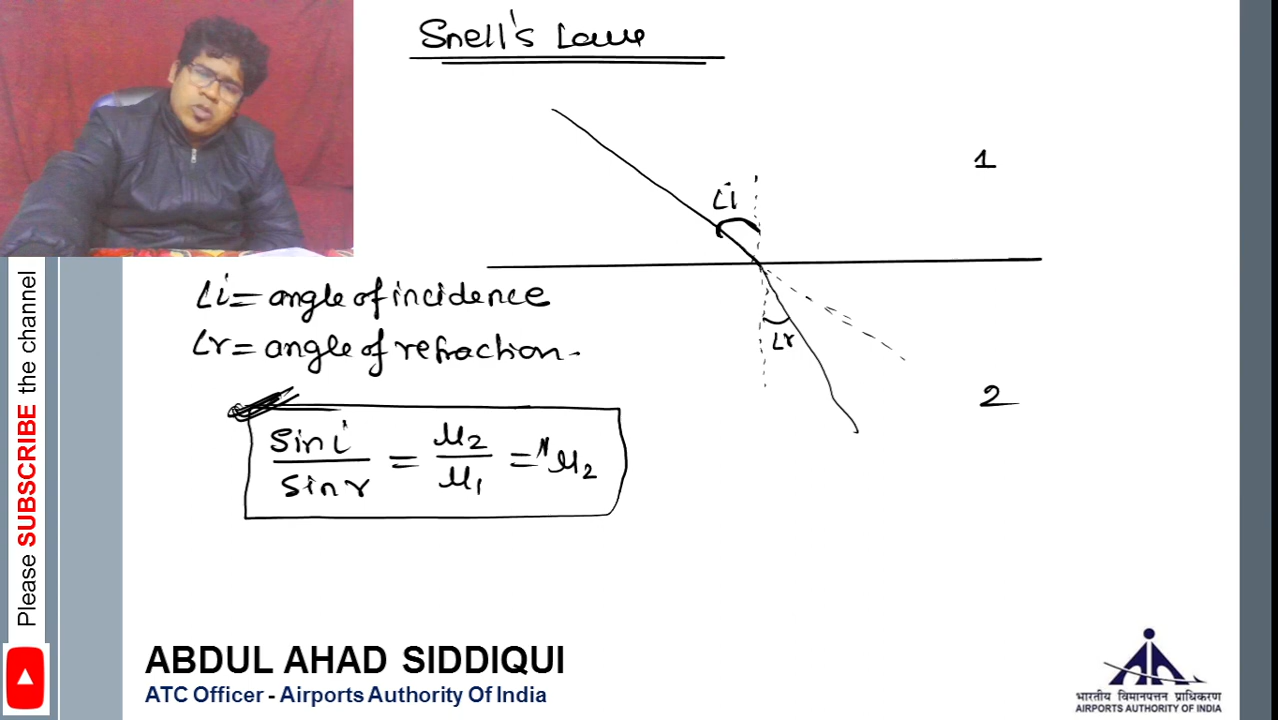 Snell's Law
1
∠i
∠i = angle of incidence
∠r = angle of refraction.
∠r
2
sin i / sin r = μ2 / μ1 = ¹μ2
Please SUBSCRIBE the channel
ABDUL AHAD SIDDIQUI
ATC Officer - Airports Authority Of India
भारतीय विमानपत्तन प्राधिकरण
AIRPORTS AUTHORITY OF INDIA